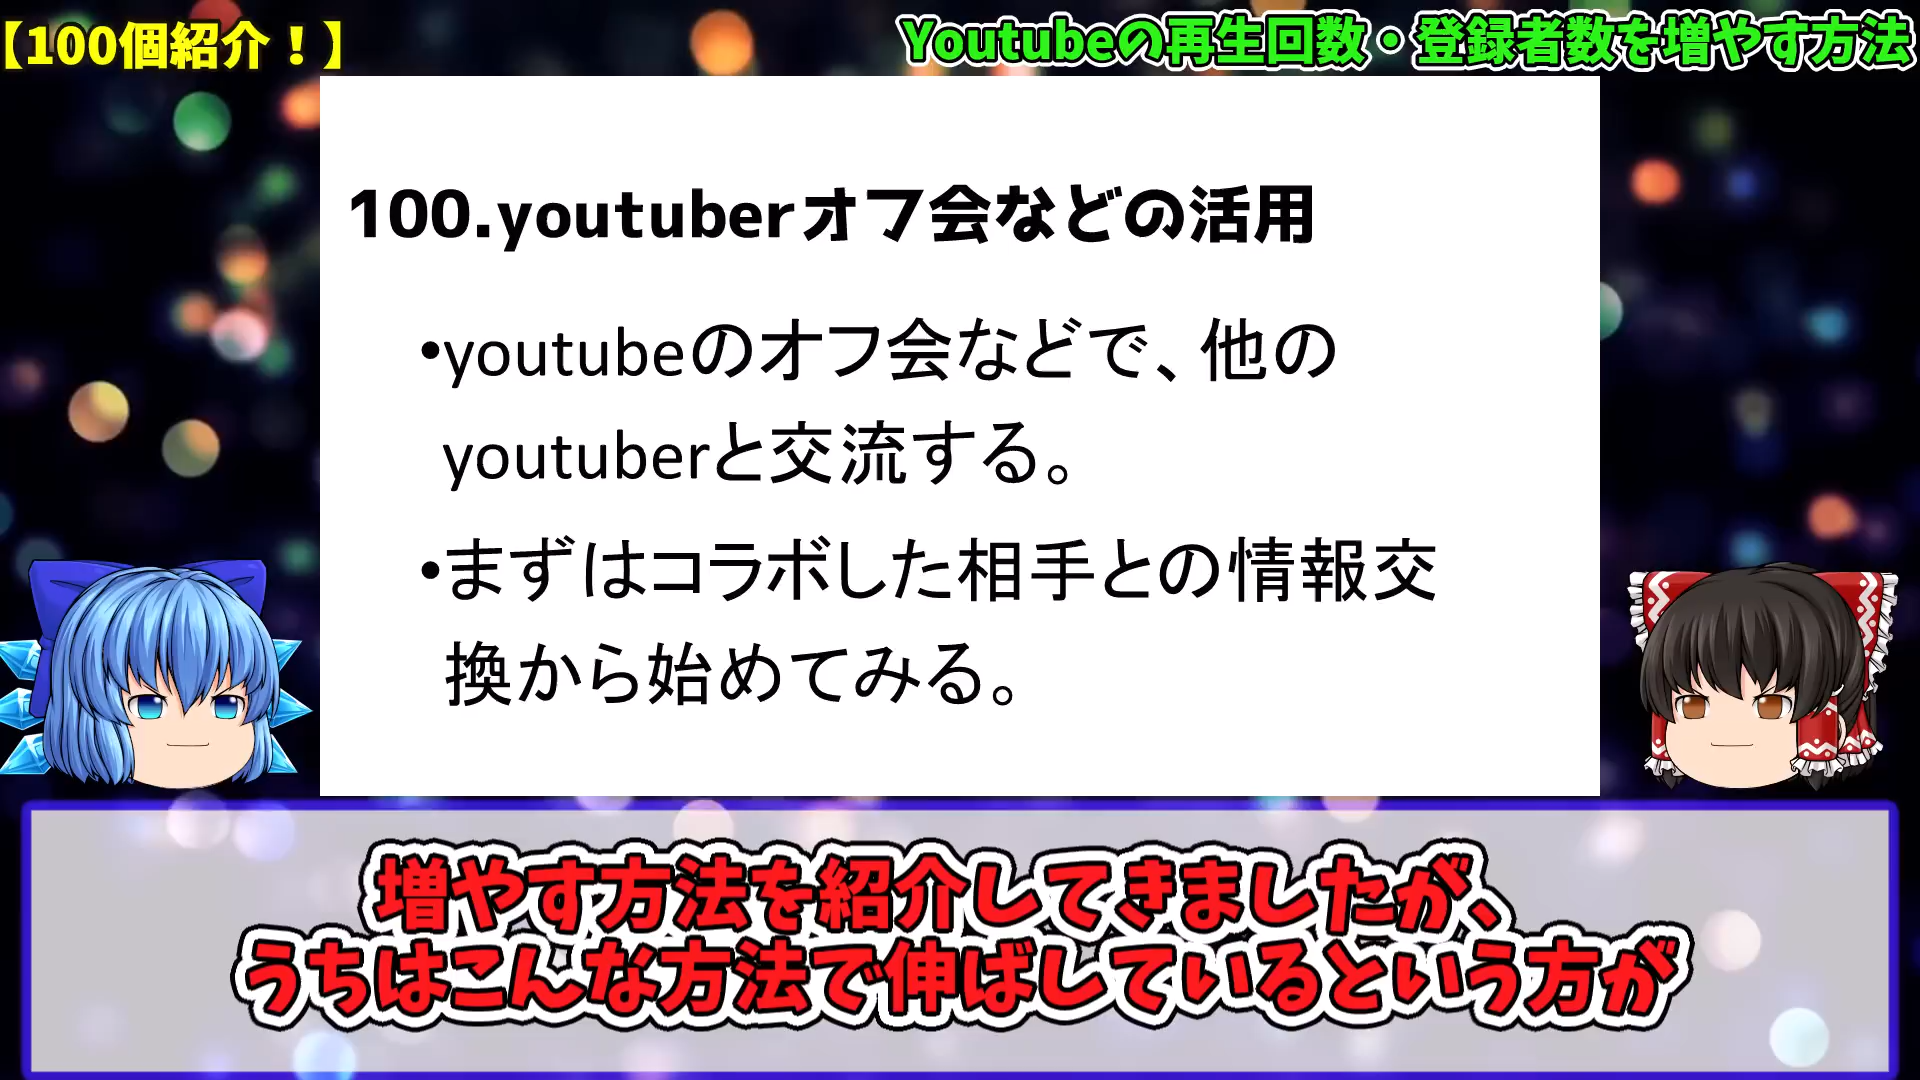 【100個紹介！】
Youtubeの再生回数・登録者数を増やす方法
100.youtuberオフ会などの活用
•youtubeのオフ会などで、他の
youtuberと交流する。
•まずはコラボした相手との情報交
換から始めてみる。
増やす方法を紹介してきましたが、
うちはこんな方法で伸ばしているという方が